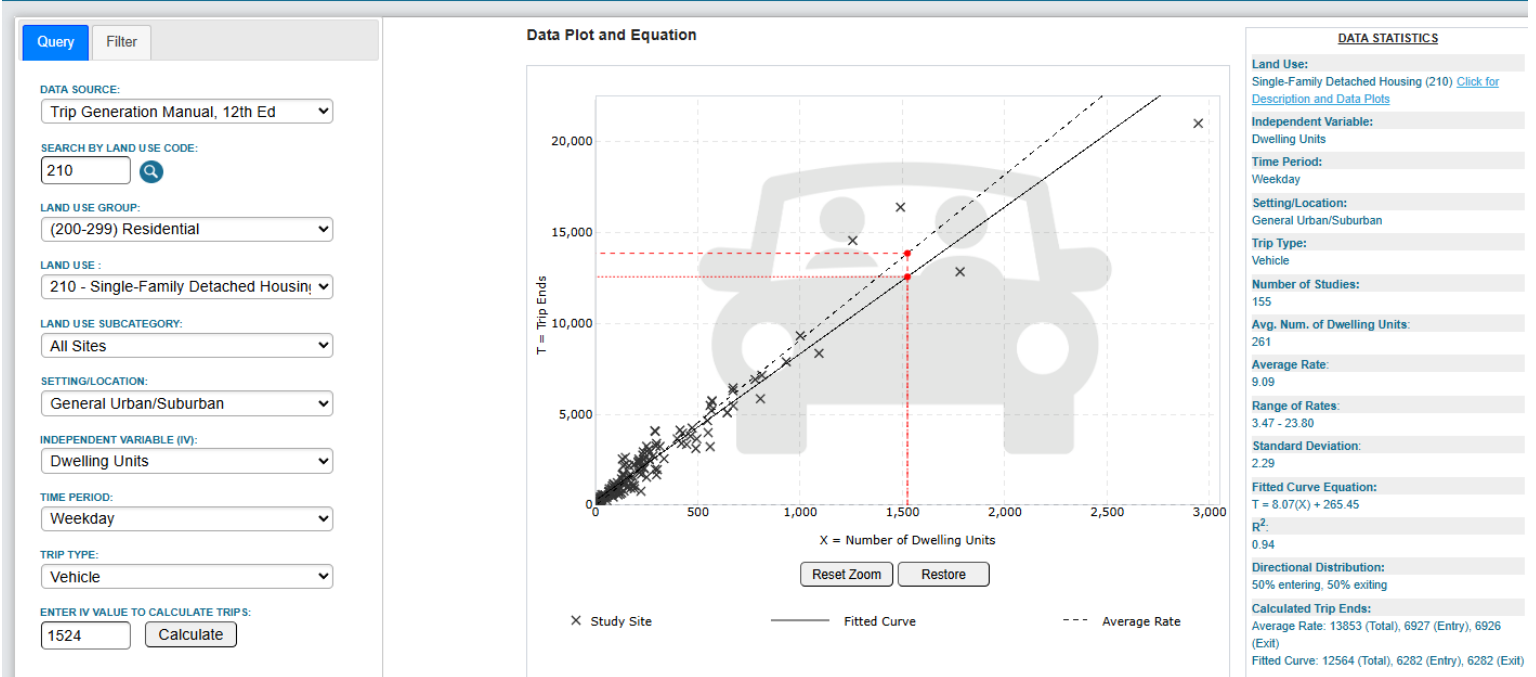 Query
Filter
DATA SOURCE:
Trip Generation Manual, 12th Ed
SEARCH BY LAND USE CODE:
210
LAND USE GROUP:
(200-299) Residential
LAND USE :
210 - Single-Family Detached Housing
LAND USE SUBCATEGORY:
All Sites
SETTING/LOCATION:
General Urban/Suburban
INDEPENDENT VARIABLE (IV):
Dwelling Units
TIME PERIOD:
Weekday
TRIP TYPE:
Vehicle
ENTER IV VALUE TO CALCULATE TRIPS:
1524
Calculate
Data Plot and Equation
T = Trip Ends
20,000
15,000
10,000
5,000
0
0
500
1,000
1,500
2,000
2,500
3,000
X = Number of Dwelling Units
Reset Zoom
Restore
Study Site
Fitted Curve
Average Rate
DATA STATISTICS
Land Use:
Single-Family Detached Housing (210) Click for
Description and Data Plots
Independent Variable:
Dwelling Units
Time Period:
Weekday
Setting/Location:
General Urban/Suburban
Trip Type:
Vehicle
Number of Studies:
155
Avg. Num. of Dwelling Units:
261
Average Rate:
9.09
Range of Rates:
3.47 - 23.80
Standard Deviation:
2.29
Fitted Curve Equation:
T = 8.07(X) + 265.45
R²:
0.94
Directional Distribution:
50% entering, 50% exiting
Calculated Trip Ends:
Average Rate: 13853 (Total), 6927 (Entry), 6926
(Exit)
Fitted Curve: 12564 (Total), 6282 (Entry), 6282 (Exit)